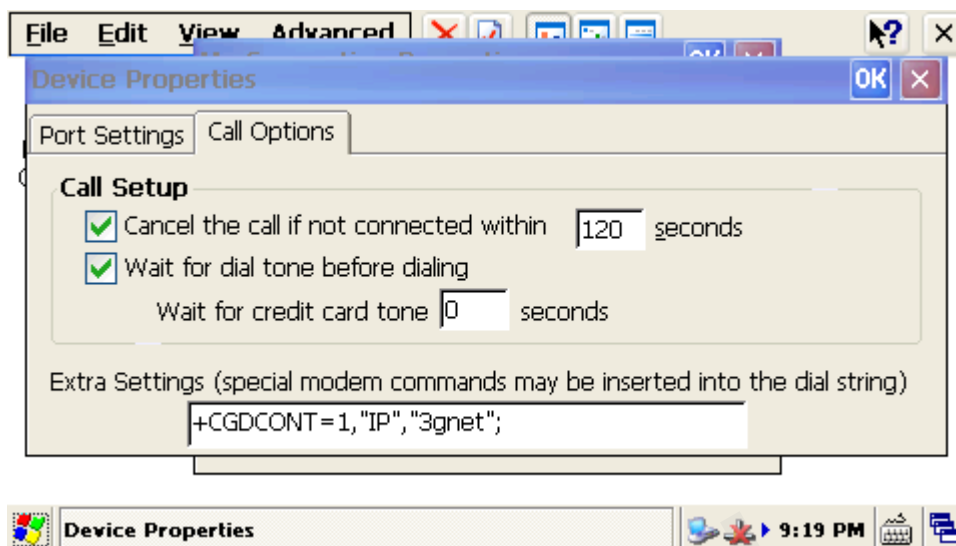 File Edit View Advanced
Device Properties OK
Port Settings Call Options
Call Setup
Cancel the call if not connected within 120 seconds
Wait for dial tone before dialing
Wait for credit card tone 0 seconds
Extra Settings (special modem commands may be inserted into the dial string)
+CGDCONT=1,"IP","3gnet";
Device Properties 9:19 PM